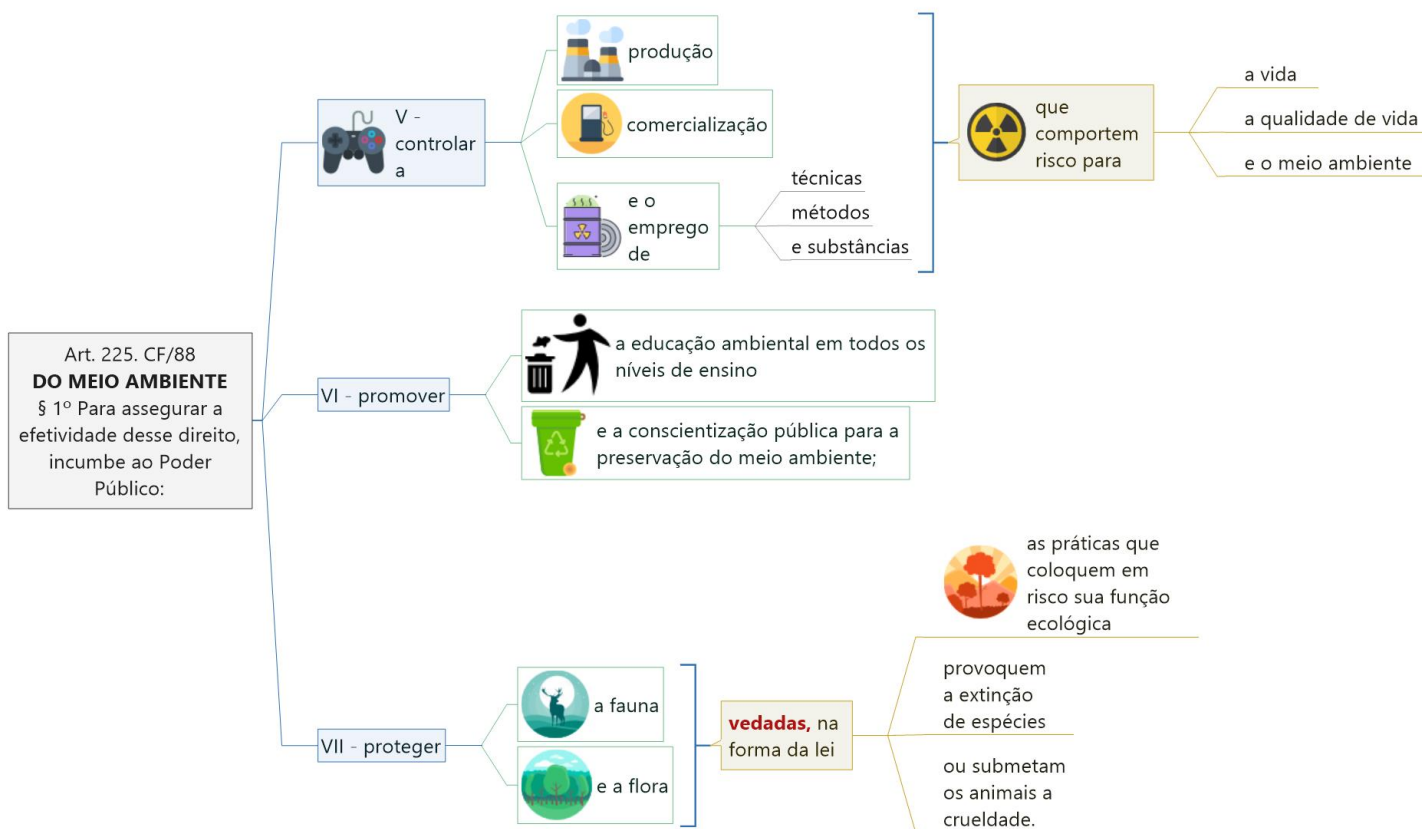 Art. 225. CF/88
DO MEIO AMBIENTE
§ 1º Para assegurar a
efetividade desse direito,
incumbe ao Poder
Público:
V -
controlar
a
produção
comercialização
e o
emprego
de
técnicas
métodos
e substâncias
que
comportem
risco para
a vida
a qualidade de vida
e o meio ambiente
VI - promover
a educação ambiental em todos os
níveis de ensino
e a conscientização pública para a
preservação do meio ambiente;
VII - proteger
a fauna
e a flora
vedadas, na
forma da lei
as práticas que
coloquem em
risco sua função
ecológica
provoquem
a extinção
de espécies
ou submetam
os animais a
crueldade.